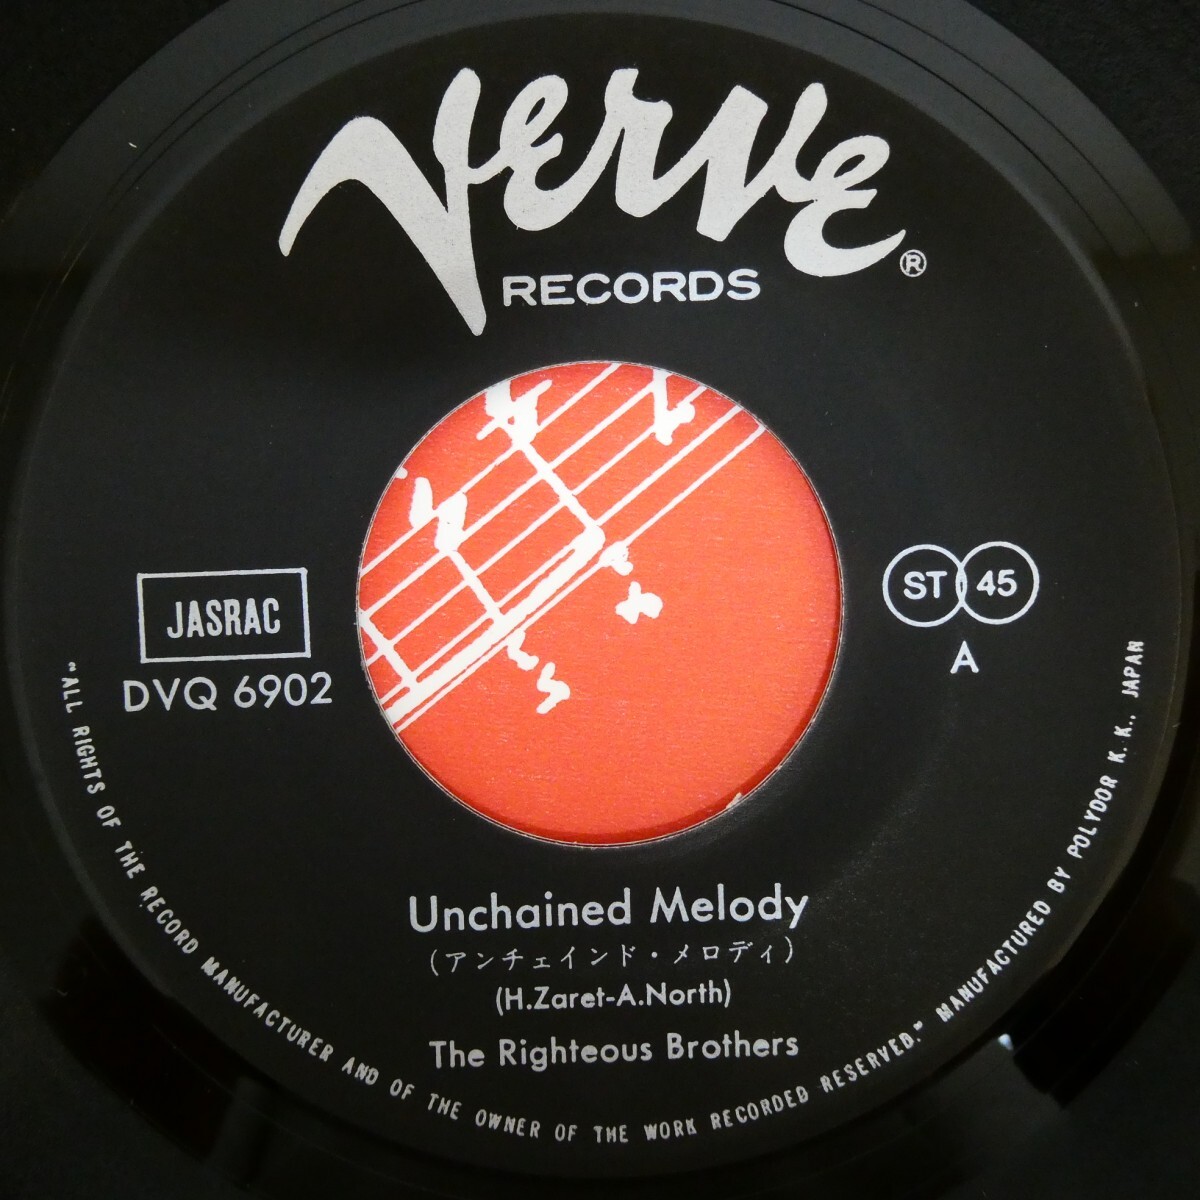 Verve
RECORDS ®
JASRAC
DVQ 6902
ST 45
A
Unchained Melody
(アンチェインド・メロディ)
(H.Zaret-A.North)
The Righteous Brothers
"ALL RIGHTS OF THE RECORD MANUFACTURER AND OF THE OWNER OF THE WORK RECORDED RESERVED." MANUFACTURED BY POLYDOR K.K., JAPAN